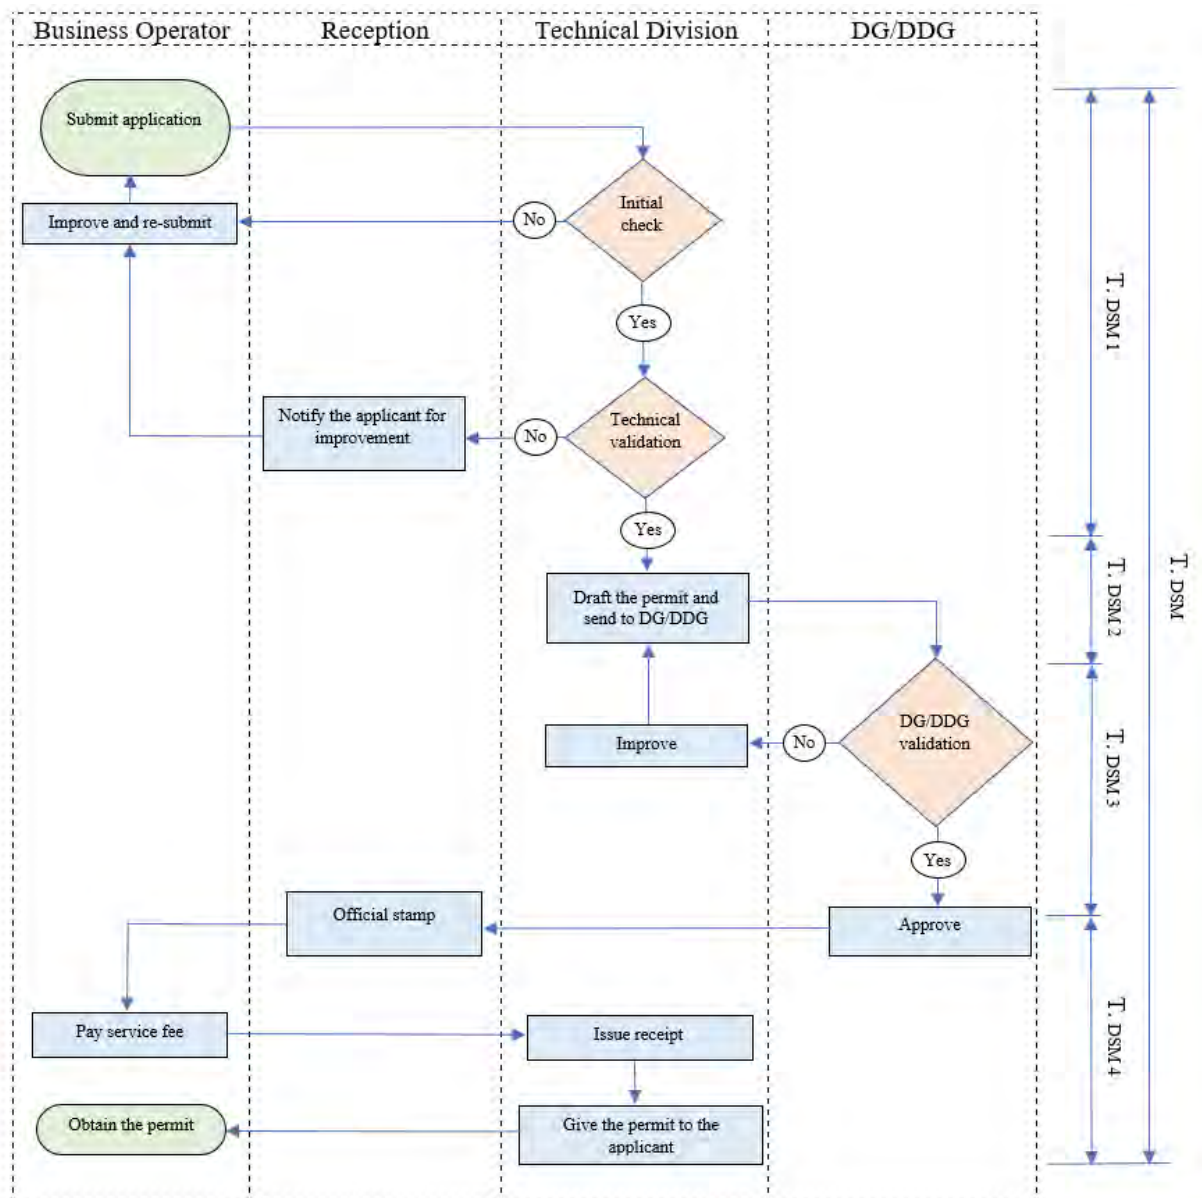 Business Operator
Reception
Technical Division
DG/DDG
Submit application
Initial
check
No
Improve and re-submit
Yes
T. DSM 1
Notify the applicant for
improvement
No
Technical
validation
Yes
T. DSM 2
T. DSM
Draft the permit and
send to DG/DDG
Improve
No
DG/DDG
validation
T. DSM 3
Yes
Official stamp
Approve
Pay service fee
Issue receipt
T. DSM 4
Obtain the permit
Give the permit to the
applicant